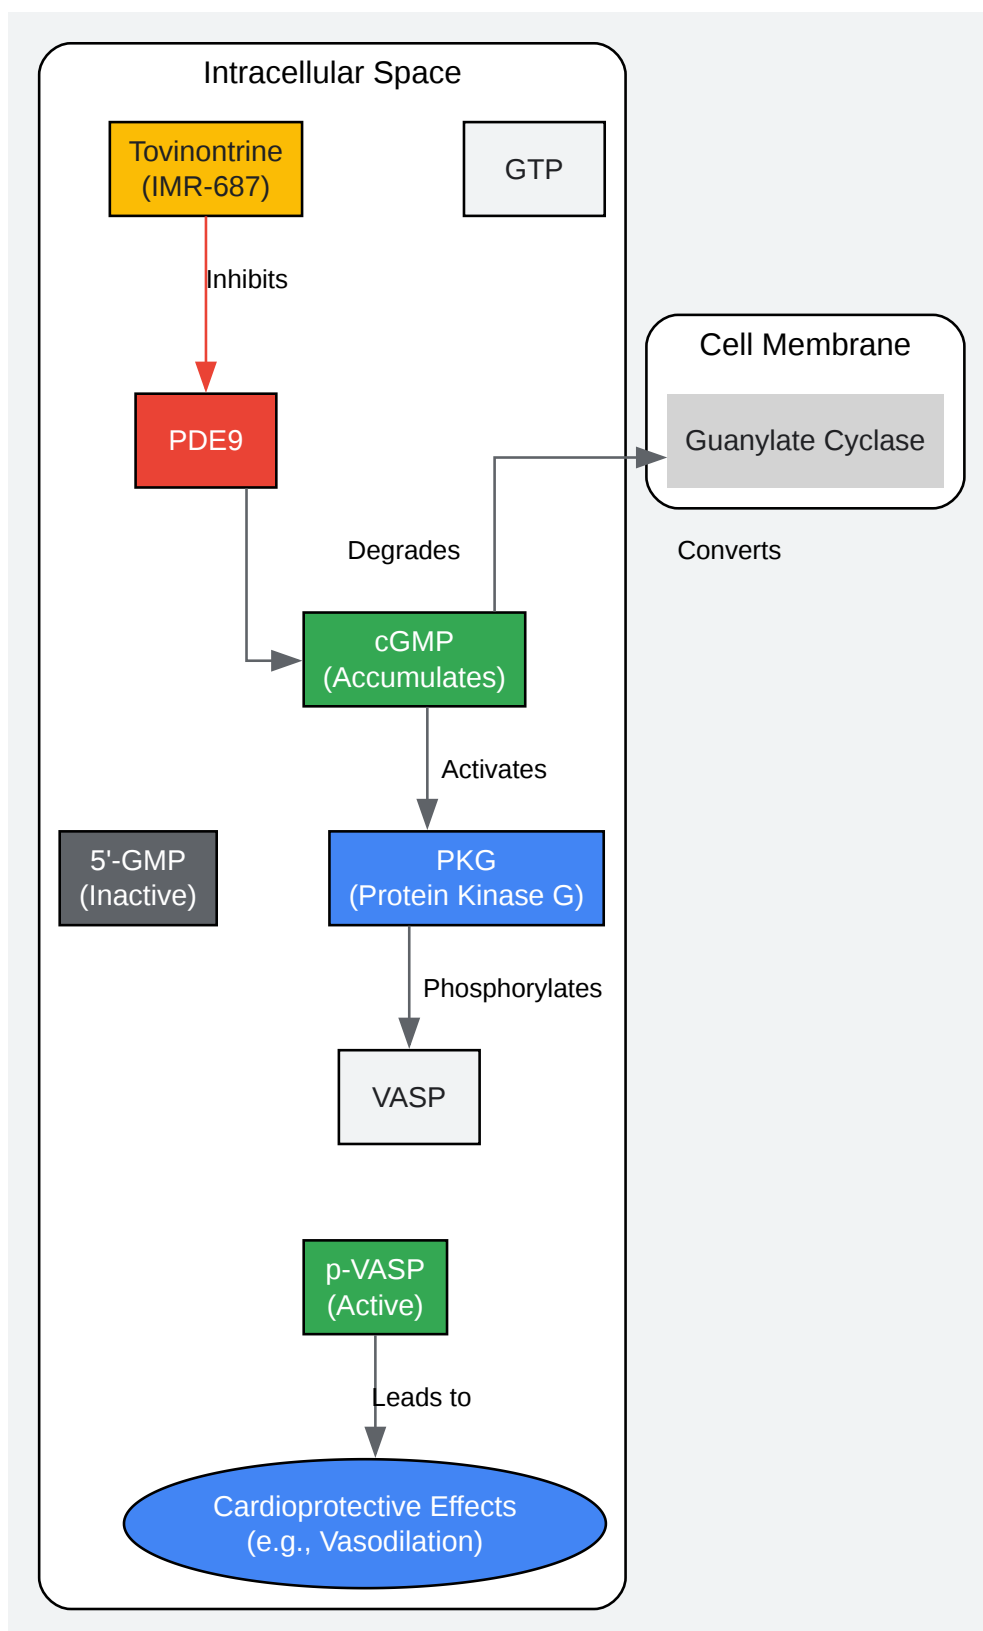 Intracellular Space
Tovinontrine
(IMR-687)
GTP
Inhibits
Cell Membrane
PDE9
Guanylate Cyclase
Degrades
Converts
cGMP
(Accumulates)
Activates
5'-GMP
(Inactive)
PKG
(Protein Kinase G)
Phosphorylates
VASP
p-VASP
(Active)
Leads to
Cardioprotective Effects
(e.g., Vasodilation)